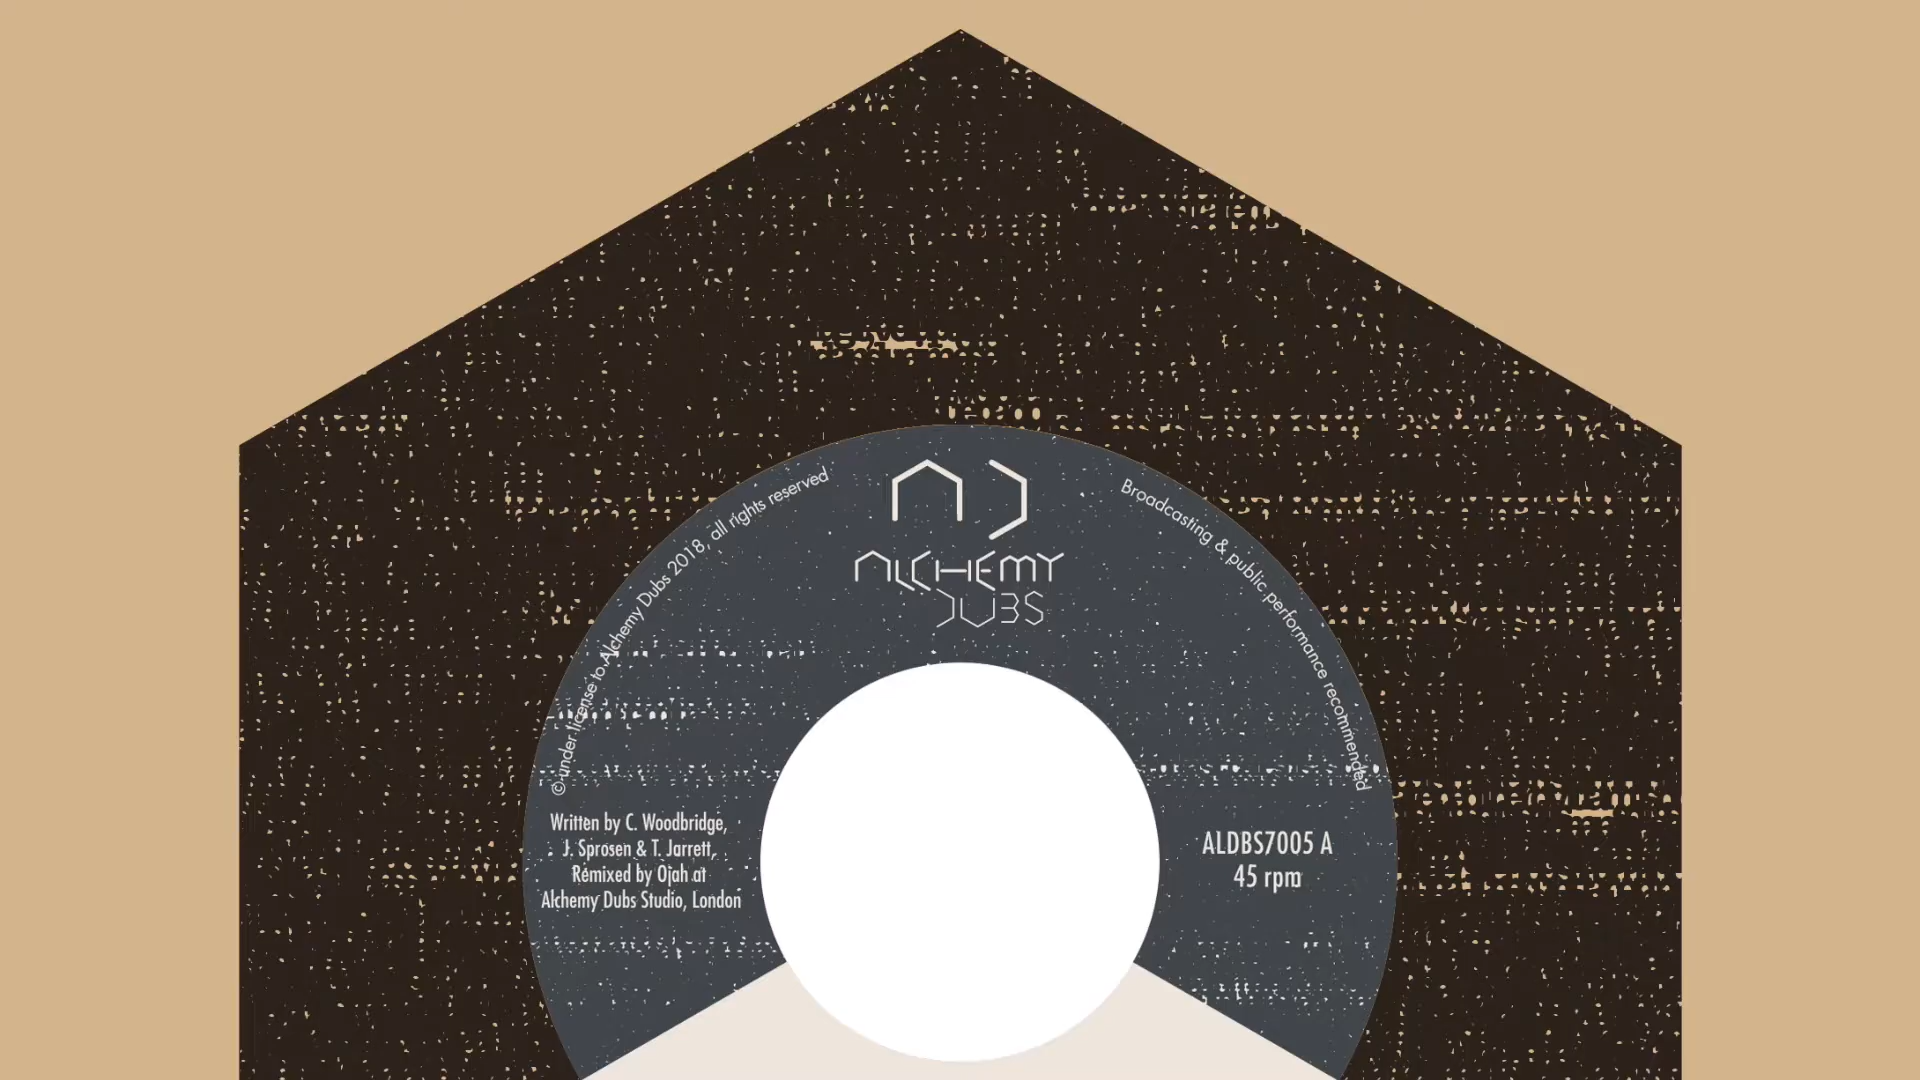 ALCHEMY
DUBS
© under license to Alchemy Dubs 2018, all rights reserved
Broadcasting & public performance recommended
Written by C. Woodbridge,
J. Sprosen & T. Jarrett,
Remixed by Ojah at
Alchemy Dubs Studio, London
ALDBS7005 A
45 rpm